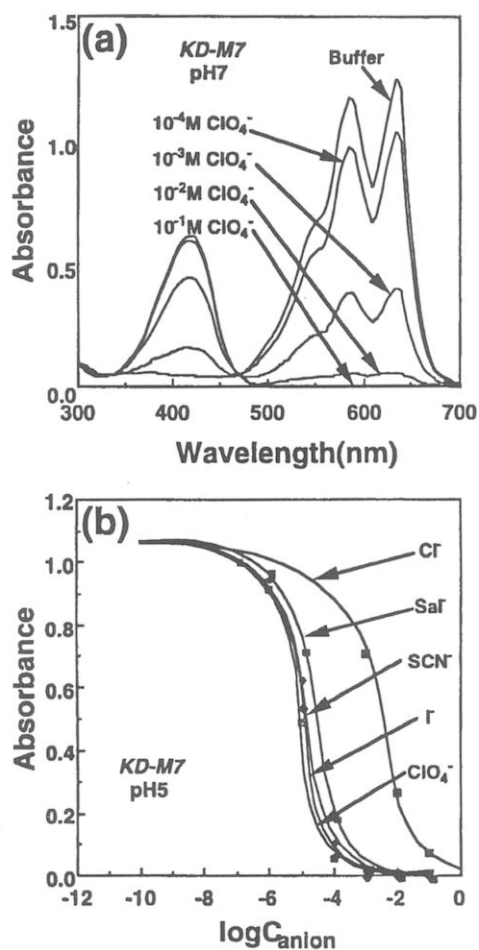 (a)
KD-M7
pH7
Buffer
10⁻⁴M ClO₄⁻
10⁻³M ClO₄⁻
10⁻²M ClO₄⁻
10⁻¹M ClO₄⁻
Absorbance
1.5
1.0
0.5
0.0
300 400 500 600 700
Wavelength(nm)
(b)
Cl⁻
Sal⁻
SCN⁻
I⁻
ClO₄⁻
KD-M7
pH5
Absorbance
1.2
1.0
0.8
0.6
0.4
0.2
0.0
-12 -10 -8 -6 -4 -2 0
logCanion